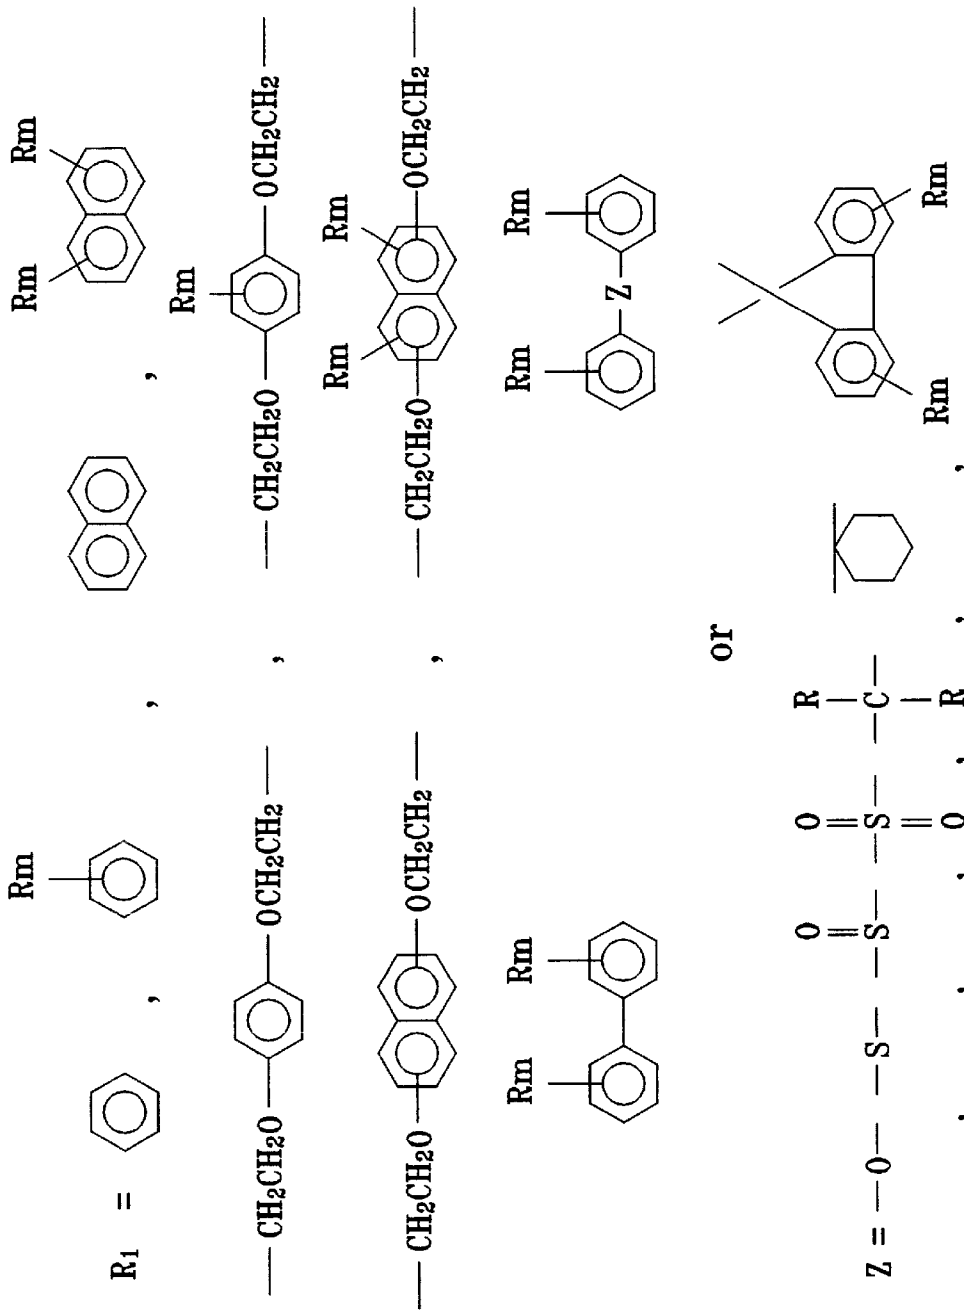 Rm Rm Rm
R1 = , , ,
Rm
—CH2CH2O— —OCH2CH2— , —CH2CH2O— —OCH2CH2—
Rm Rm
—CH2CH2O— —OCH2CH2— , —CH2CH2O— —OCH2CH2—
Rm Rm Rm Rm
—Z—
or
O O R
Z = —O— , —S— , —S— , —S— , —C— , ,
O R
Rm Rm